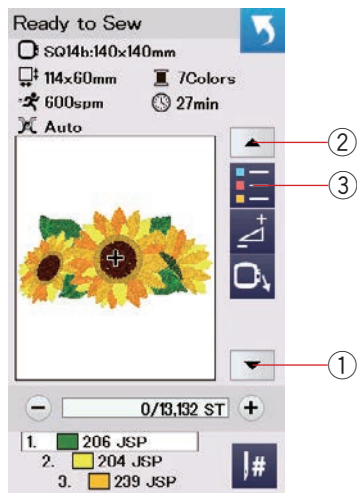 Ready to Sew
SQ14b:140x140mm
114x60mm 7Colors
600spm 27min
Auto
②
③
①
0/13,132 ST
1. 206 JSP
2. 204 JSP
3. 239 JSP
#